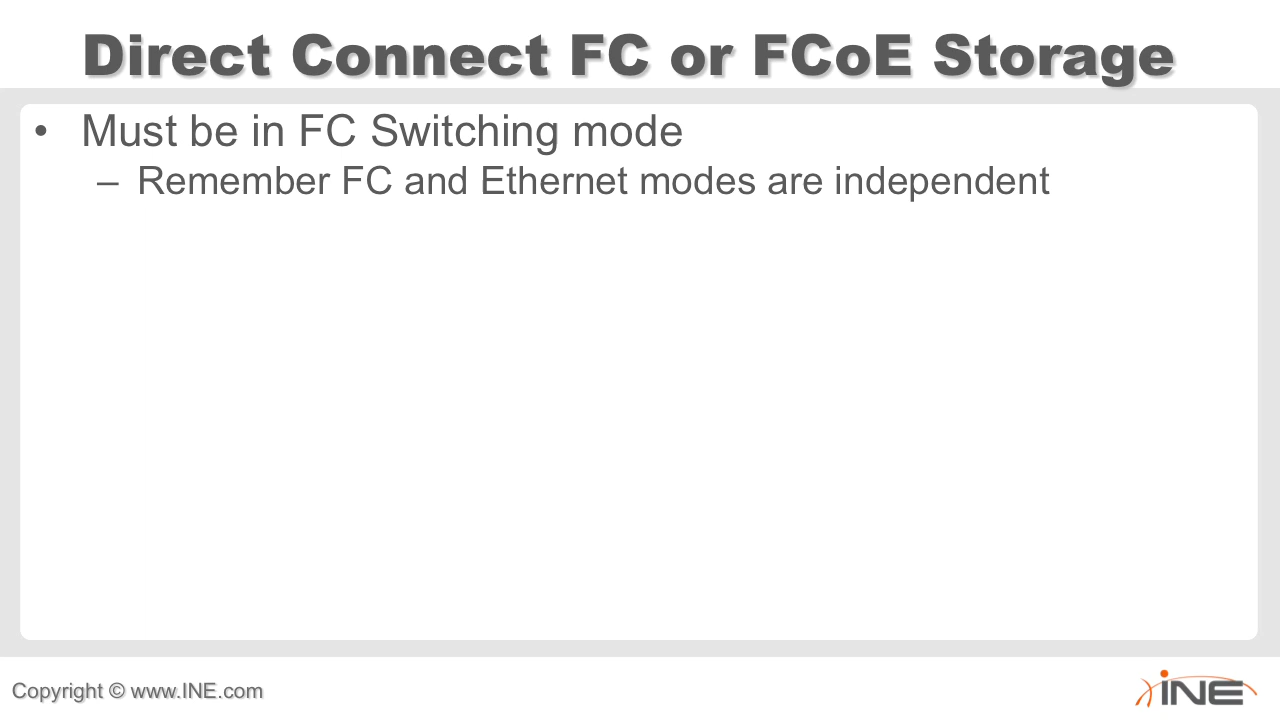 Direct Connect FC or FCoE Storage
• Must be in FC Switching mode
– Remember FC and Ethernet modes are independent
Copyright © www.INE.com
INE